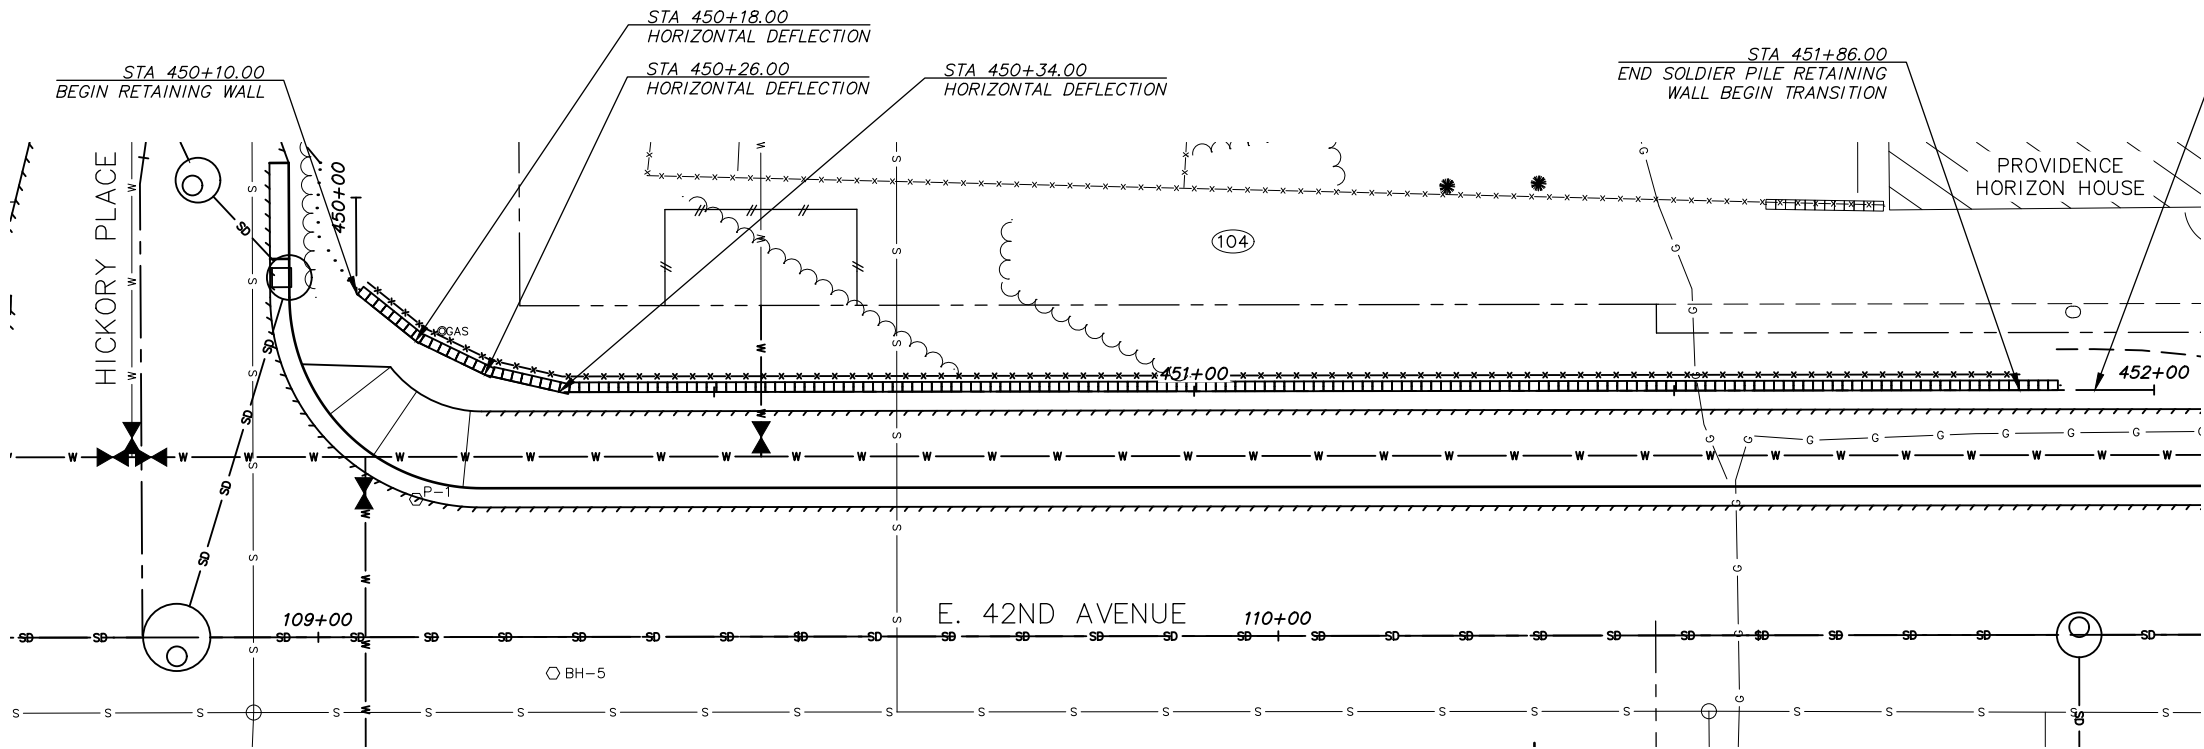 STA 450+18.00
HORIZONTAL DEFLECTION
STA 450+10.00
BEGIN RETAINING WALL
STA 450+26.00
HORIZONTAL DEFLECTION
STA 450+34.00
HORIZONTAL DEFLECTION
STA 451+86.00
END SOLDIER PILE RETAINING
WALL BEGIN TRANSITION
HICKORY PLACE
450+00
PROVIDENCE
HORIZON HOUSE
104
GAS
451+00
452+00
P-1
109+00
E. 42ND AVENUE
110+00
BH-5